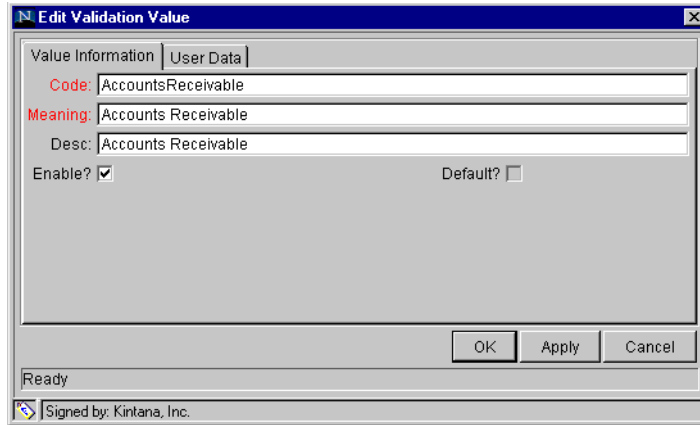 Edit Validation Value
Value Information User Data
Code: AccountsReceivable
Meaning: Accounts Receivable
Desc: Accounts Receivable
Enable? Default?
OK Apply Cancel
Ready
Signed by: Kintana, Inc.